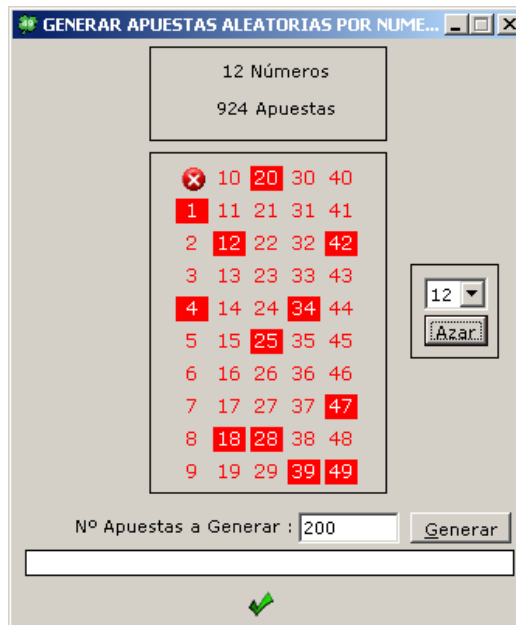 GENERAR APUESTAS ALEATORIAS POR NUME...
12 Números
924 Apuestas
10 20 30 40
1 11 21 31 41
2 12 22 32 42
3 13 23 33 43
4 14 24 34 44
5 15 25 35 45
6 16 26 36 46
7 17 27 37 47
8 18 28 38 48
9 19 29 39 49
12
Azar
Nº Apuestas a Generar : 200 Generar